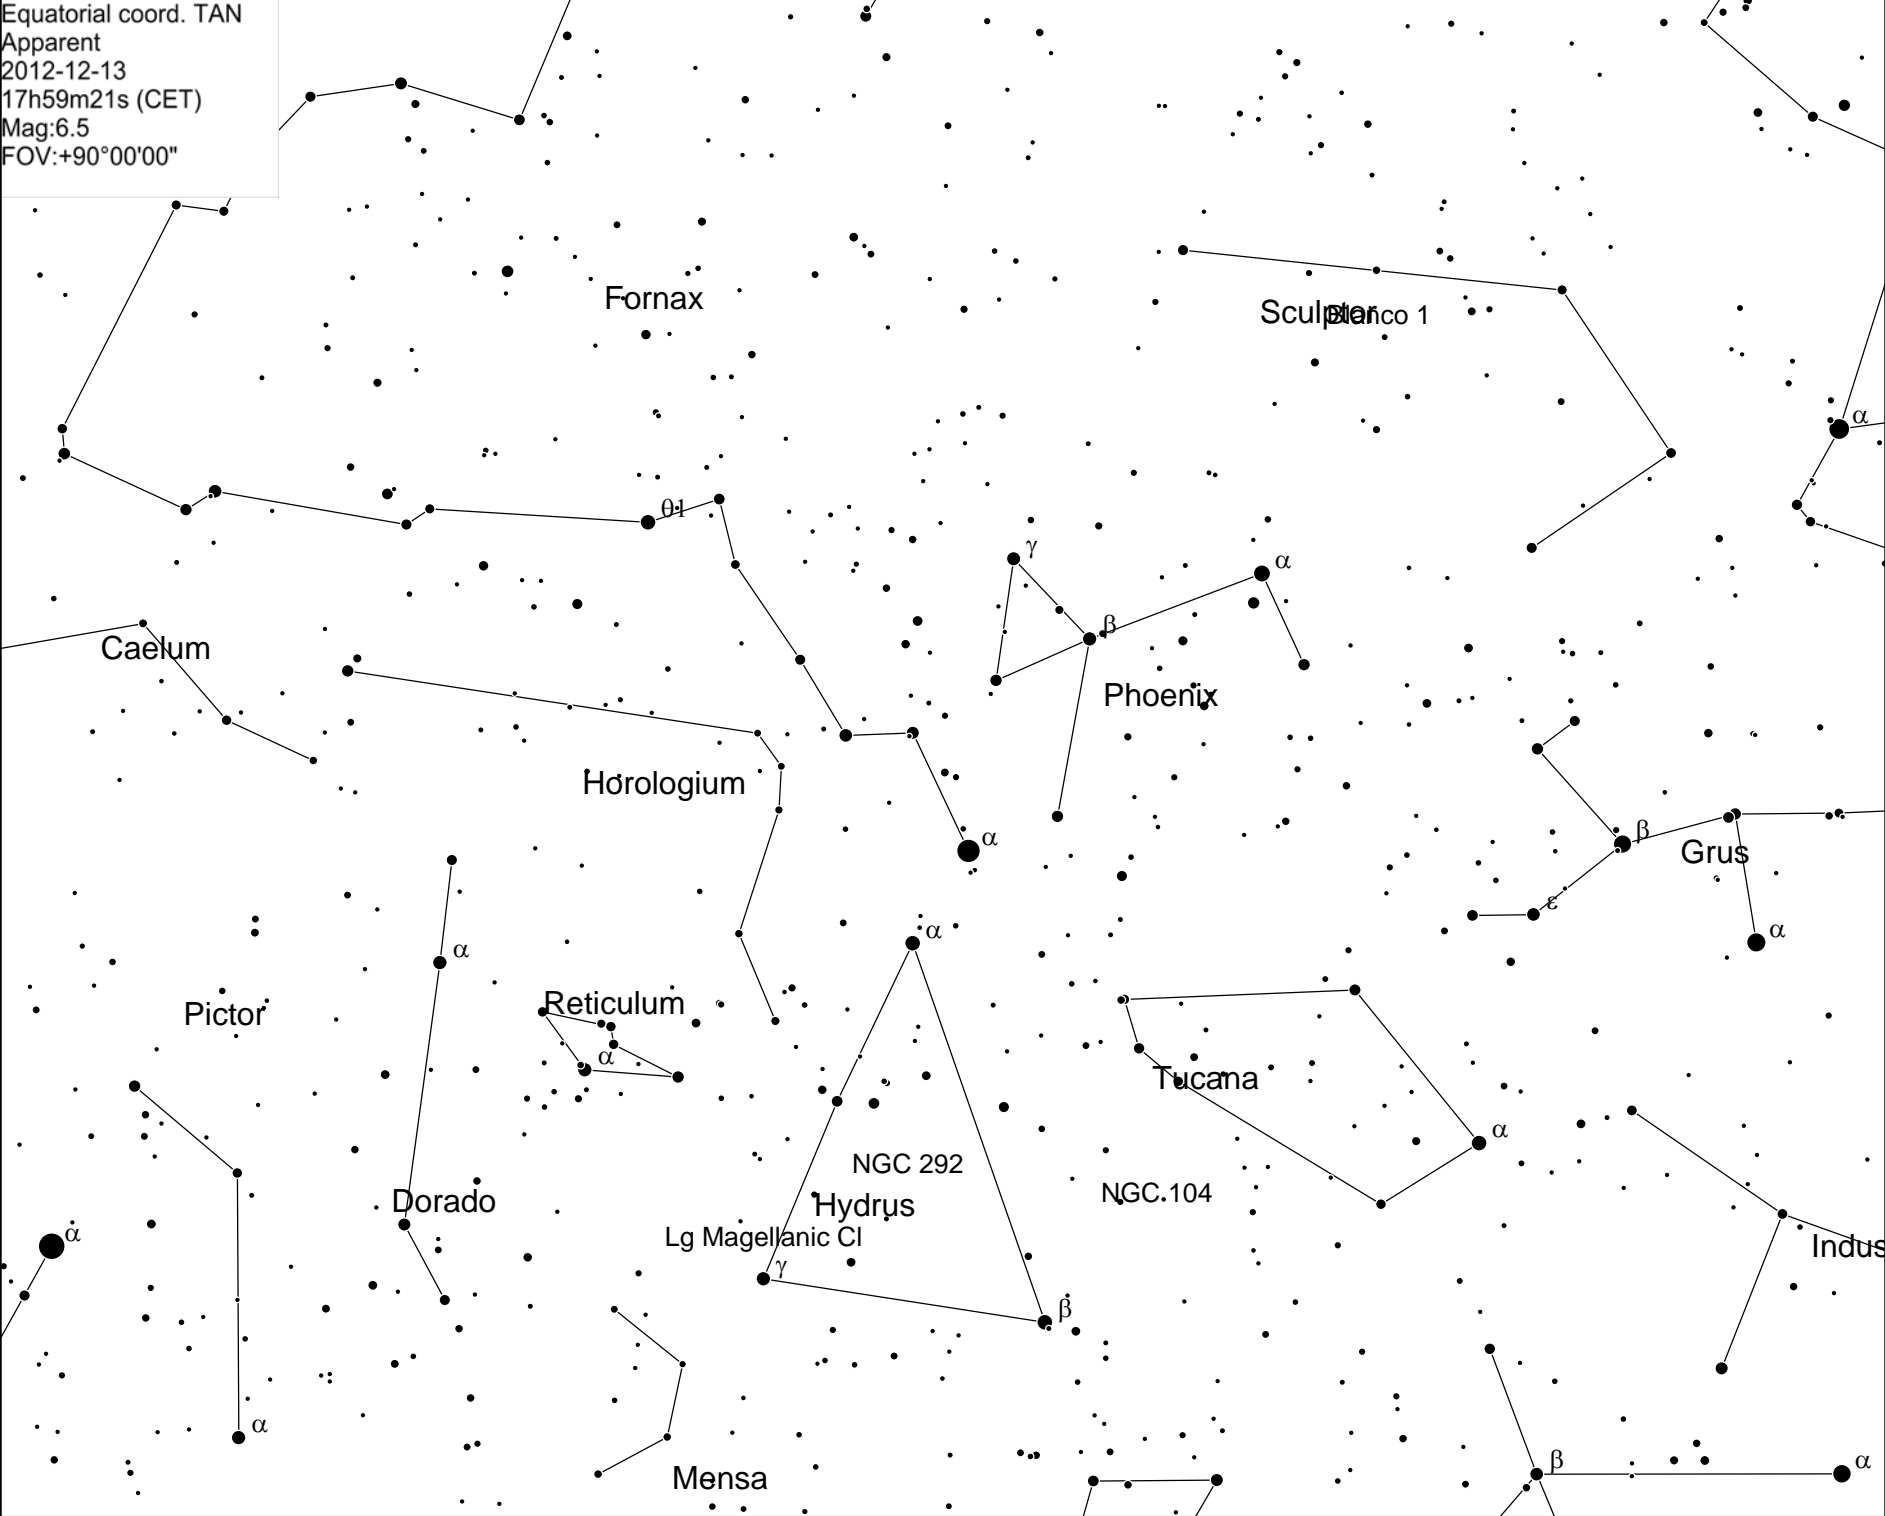 Equatorial coord. TAN
Apparent
2012-12-13
17h59m21s (CET)
Mag:6.5
FOV:+90°00'00"
Fornax
Sculptor
Blanco 1
α
θ1
γ
α
β
Caelum
Phoenix
Horologium
α
β
Grus
ε
α
α
α
Pictor
Reticulum
α
Tucana
α
NGC 292
NGC 104
Dorado
Hydrus
Lg Magellanic Cl
α
Indus
γ
β
α
β
α
Mensa